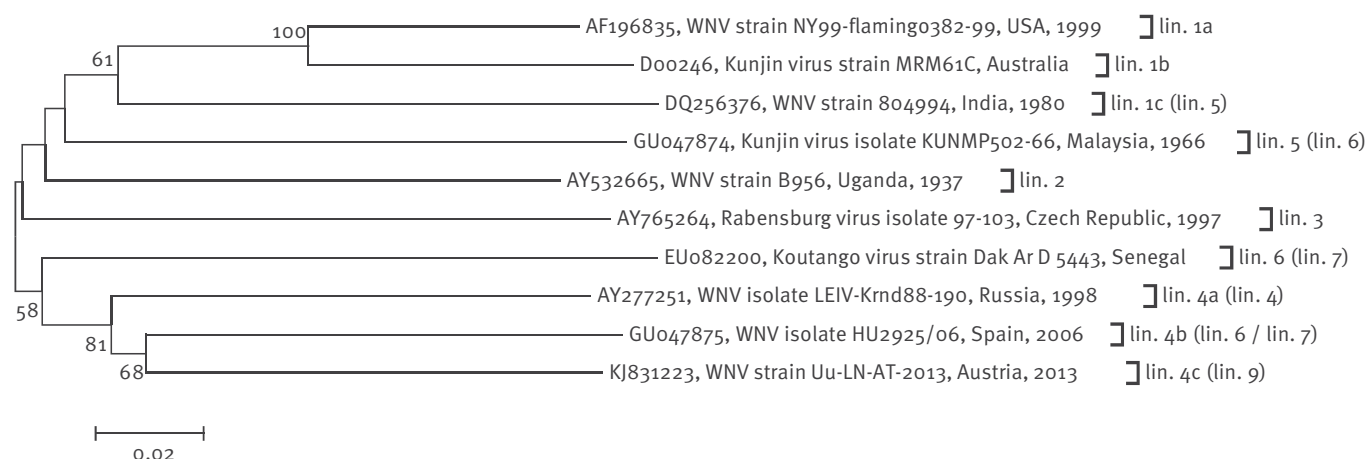 100 AF196835, WNV strain NY99-flamingo382-99, USA, 1999 lin. 1a
61 D00246, Kunjin virus strain MRM61C, Australia lin. 1b
DQ256376, WNV strain 804994, India, 1980 lin. 1c (lin. 5)
GU047874, Kunjin virus isolate KUNMP502-66, Malaysia, 1966 lin. 5 (lin. 6)
AY532665, WNV strain B956, Uganda, 1937 lin. 2
AY765264, Rabensburg virus isolate 97-103, Czech Republic, 1997 lin. 3
EU082200, Koutango virus strain Dak Ar D 5443, Senegal lin. 6 (lin. 7)
58 AY277251, WNV isolate LEIV-Krnd88-190, Russia, 1998 lin. 4a (lin. 4)
81 GU047875, WNV isolate HU2925/06, Spain, 2006 lin. 4b (lin. 6 / lin. 7)
68 KJ831223, WNV strain Uu-LN-AT-2013, Austria, 2013 lin. 4c (lin. 9)
0.02